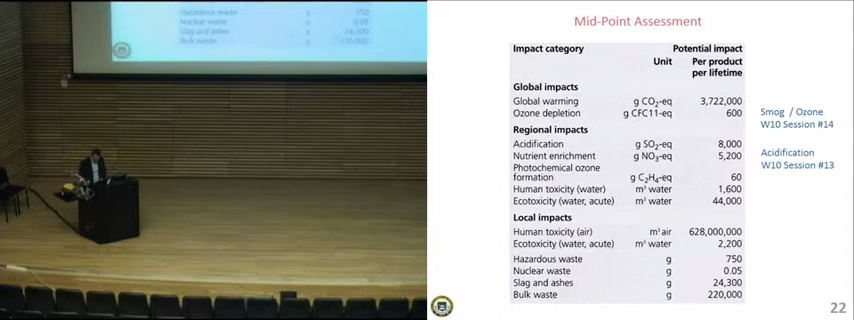 Hazardous waste g 750
Nuclear waste g 0.05
Slag and ashes g 24,300
Bulk waste g 220,000
Mid-Point Assessment
Impact category Potential impact
Unit Per product
per lifetime
Global impacts
Global warming g CO₂-eq 3,722,000
Ozone depletion g CFC11-eq 600
Regional impacts
Acidification g SO₂-eq 8,000
Nutrient enrichment g NO₃-eq 5,200
Photochemical ozone
formation g C₂H₄-eq 60
Human toxicity (water) m³ water 1,600
Ecotoxicity (water, acute) m³ water 44,000
Local impacts
Human toxicity (air) m³ air 628,000,000
Ecotoxicity (water, acute) m³ water 2,200
Hazardous waste g 750
Nuclear waste g 0.05
Slag and ashes g 24,300
Bulk waste g 220,000
Smog / Ozone
W10 Session #14
Acidification
W10 Session #13
22